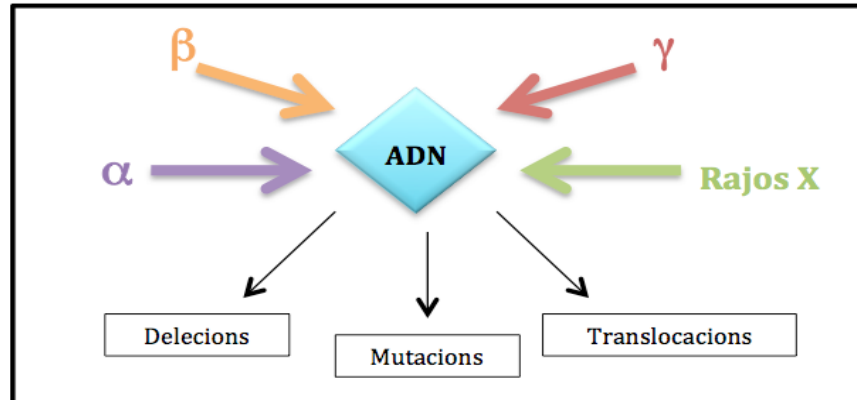 β
γ
α
ADN
Rajos X
Delecions
Mutacions
Translocacions